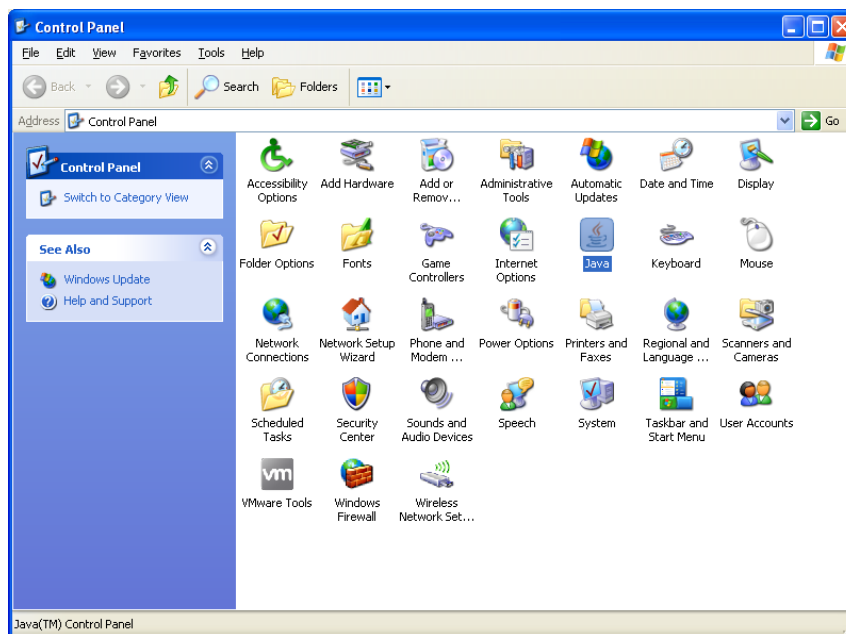 Control Panel
File Edit View Favorites Tools Help
Back Search Folders
Address Control Panel Go
Control Panel
Switch to Category View
See Also
Windows Update
Help and Support
Accessibility
Options
Add Hardware
Add or
Remov...
Administrative
Tools
Automatic
Updates
Date and Time
Display
Folder Options
Fonts
Game
Controllers
Internet
Options
Java
Keyboard
Mouse
Network
Connections
Network Setup
Wizard
Phone and
Modem ...
Power Options
Printers and
Faxes
Regional and
Language ...
Scanners and
Cameras
Scheduled
Tasks
Security
Center
Sounds and
Audio Devices
Speech
System
Taskbar and
Start Menu
User Accounts
vm
VMware Tools
Windows
Firewall
Wireless
Network Set...
Java(TM) Control Panel